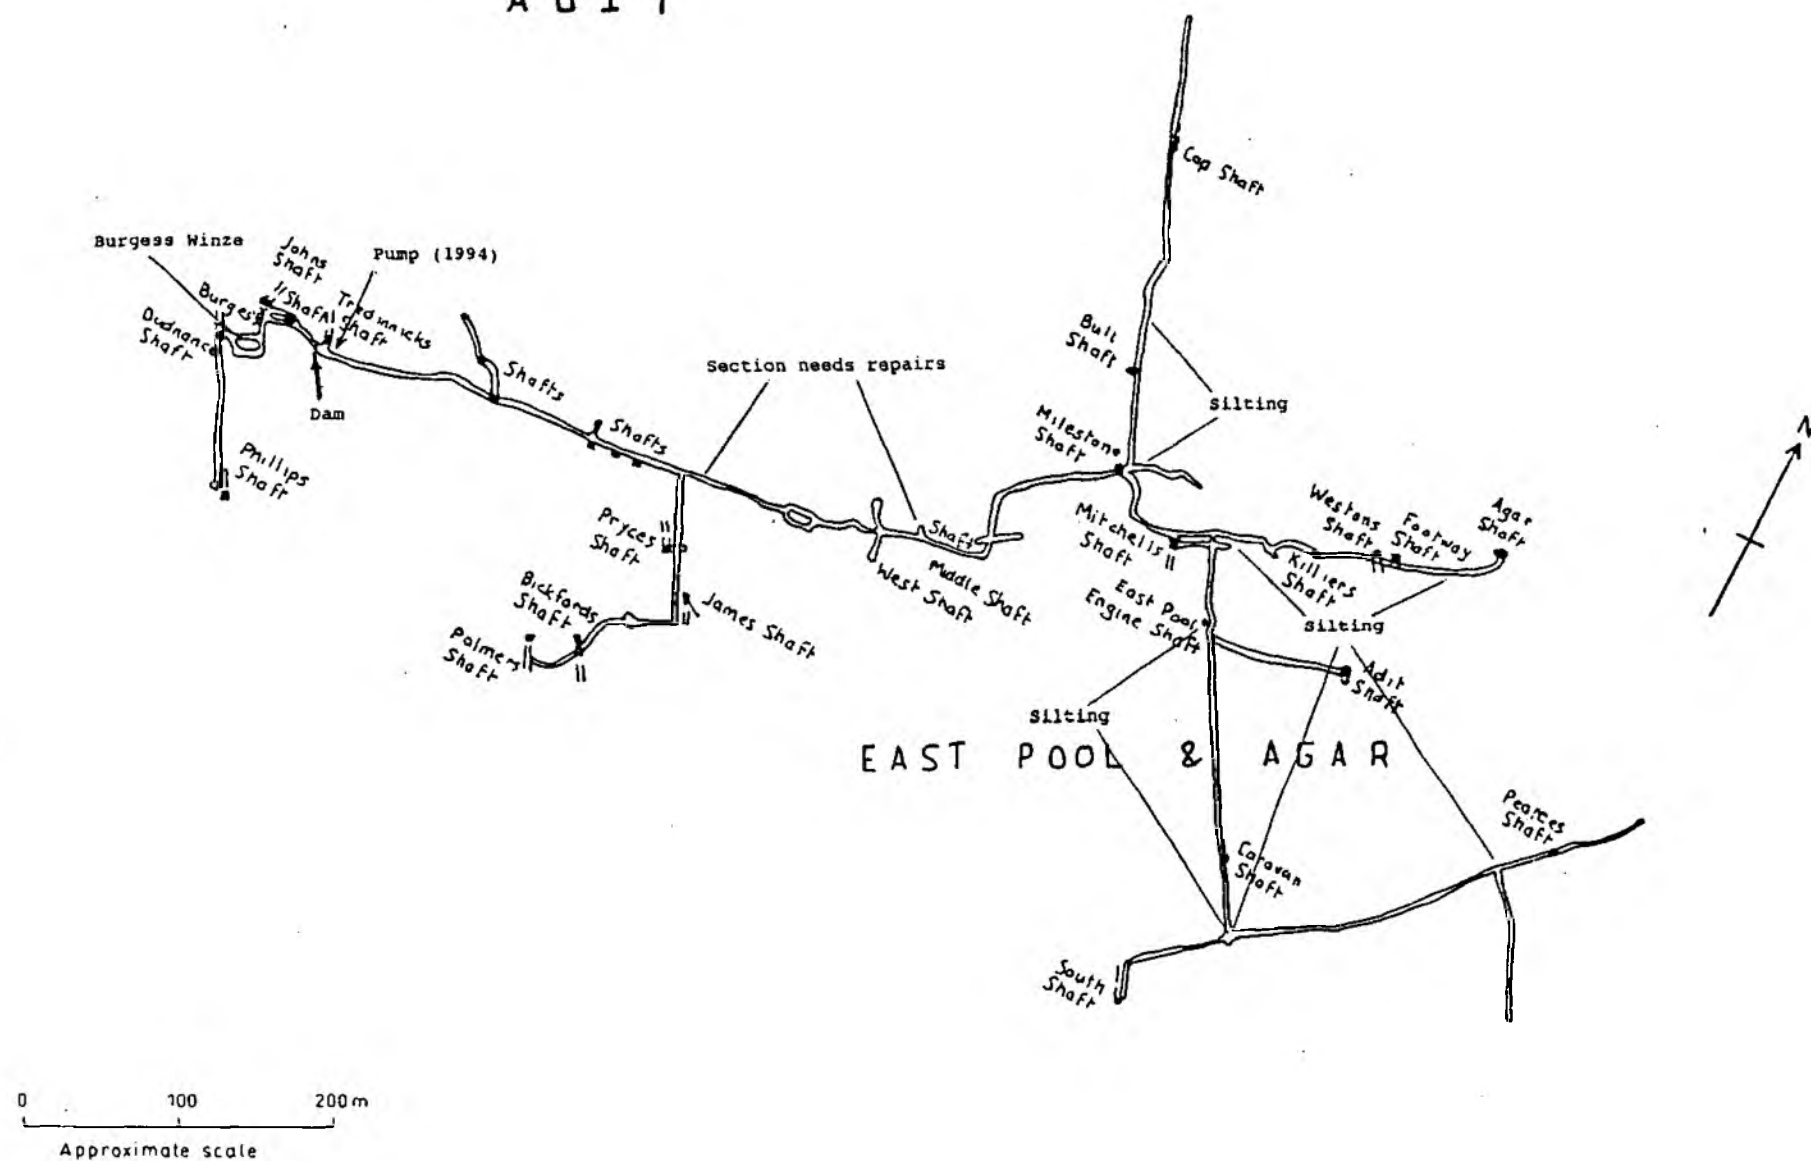 ADIT
Cap Shaft
Burgess Winze
Johns
Shaft
Pump (1994)
Burgess
Shaft
Tredinnicks
Shaft
Dudnance
Shaft
Dam
Shafts
Shafts
Section needs repairs
Bull
Shaft
Silting
Milestone
Shaft
Phillips
Shaft
Pryces
Shaft
Bickfords
Shaft
James Shaft
Palmers
Shaft
Shaft
West Shaft
Middle Shaft
Mitchells
Shaft
Westons
Shaft
Footway
Shaft
Agar
Shaft
Killiers
Shaft
East Pool
Engine Shaft
Silting
Adit
Shaft
Silting
EAST POOL & AGAR
Pearces
Shaft
Caravan
Shaft
South
Shaft
N
0 100 200m
Approximate scale